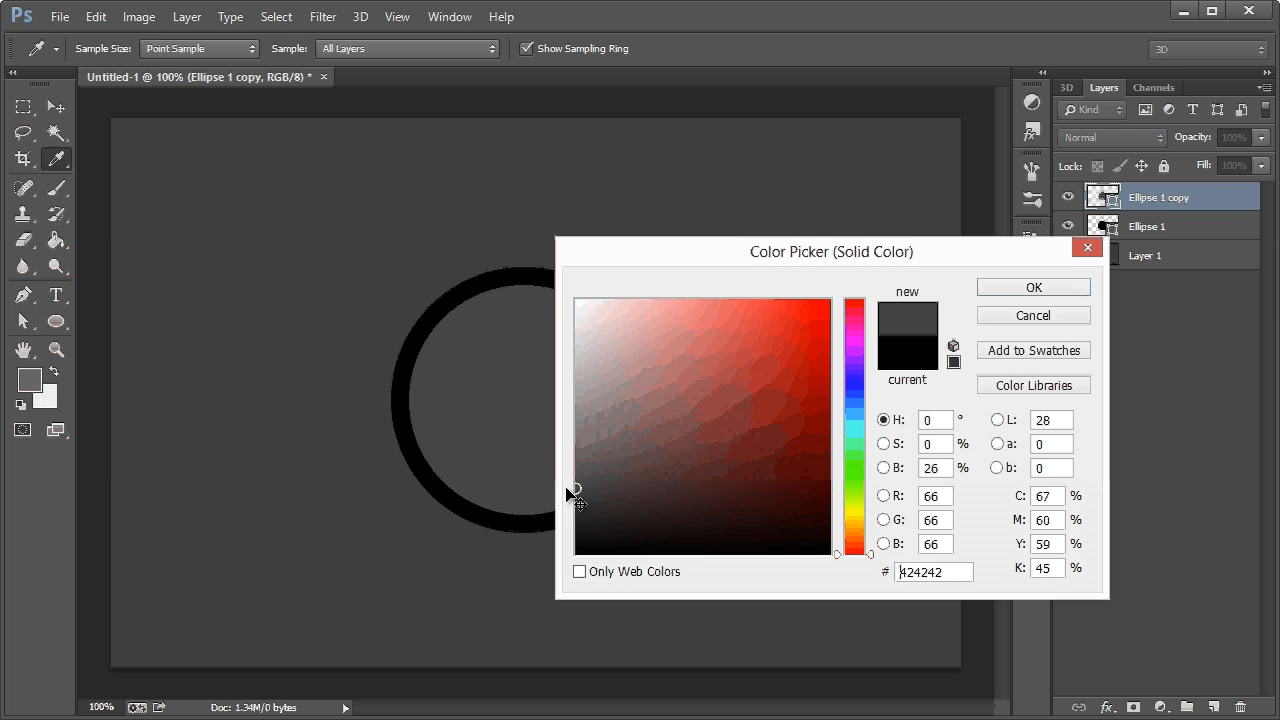 Ps File Edit Image Layer Type Select Filter 3D View Window Help
Sample Size: Point Sample Sample: All Layers Show Sampling Ring 3D
Untitled-1 @ 100% (Ellipse 1 copy, RGB/8) * ×
3D Layers Channels
Kind
Normal Opacity: 100%
Lock: Fill: 100%
Ellipse 1 copy
Ellipse 1
Layer 1
Color Picker (Solid Color)
new
current
OK
Cancel
Add to Swatches
Color Libraries
H: 0 ° L: 28
S: 0 % a: 0
B: 26 % b: 0
R: 66 C: 67 %
G: 66 M: 60 %
B: 66 Y: 59 %
# 424242 K: 45 %
Only Web Colors
100% Doc: 1.34M/0 bytes